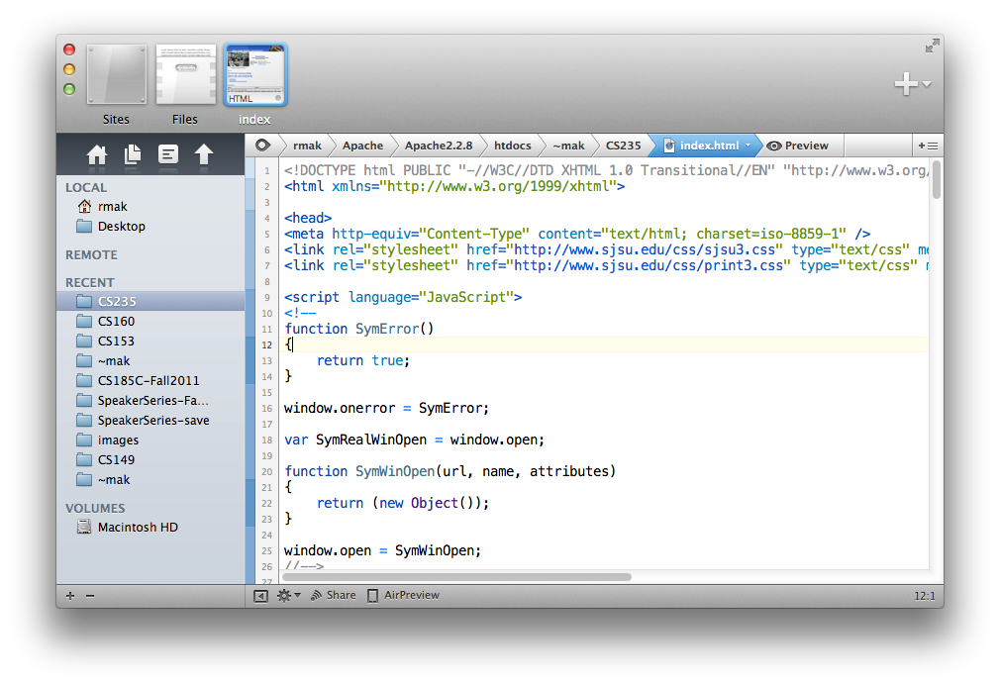 HTML
Sites Files index
rmak Apache Apache2.2.8 htdocs ~mak CS235 index.html Preview
LOCAL
rmak
Desktop
REMOTE
RECENT
CS235
CS160
CS153
~mak
CS185C-Fall2011
SpeakerSeries-Fa...
SpeakerSeries-save
images
CS149
~mak
VOLUMES
Macintosh HD
1 <!DOCTYPE html PUBLIC "-//W3C//DTD XHTML 1.0 Transitional//EN" "http://www.w3.org/
2 <html xmlns="http://www.w3.org/1999/xhtml">
3
4 <head>
5 <meta http-equiv="Content-Type" content="text/html; charset=iso-8859-1" />
6 <link rel="stylesheet" href="http://www.sjsu.edu/css/sjsu3.css" type="text/css" me
7 <link rel="stylesheet" href="http://www.sjsu.edu/css/print3.css" type="text/css" m
8
9 <script language="JavaScript">
10 <!--
11 function SymError()
12 {
13 return true;
14 }
15
16 window.onerror = SymError;
17
18 var SymRealWinOpen = window.open;
19
20 function SymWinOpen(url, name, attributes)
21 {
22 return (new Object());
23 }
24
25 window.open = SymWinOpen;
26 //-->
27
Share AirPreview 12:1